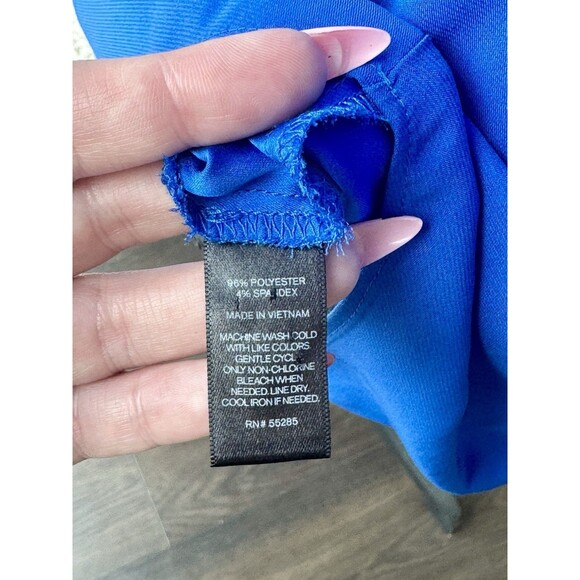 96% POLYESTER
4% SPANDEX
MADE IN VIETNAM
MACHINE WASH COLD
WITH LIKE COLORS
GENTLE CYCLE
ONLY NON-CHLORINE
BLEACH WHEN
NEEDED. LINE DRY.
COOL IRON IF NEEDED.
RN# 55285